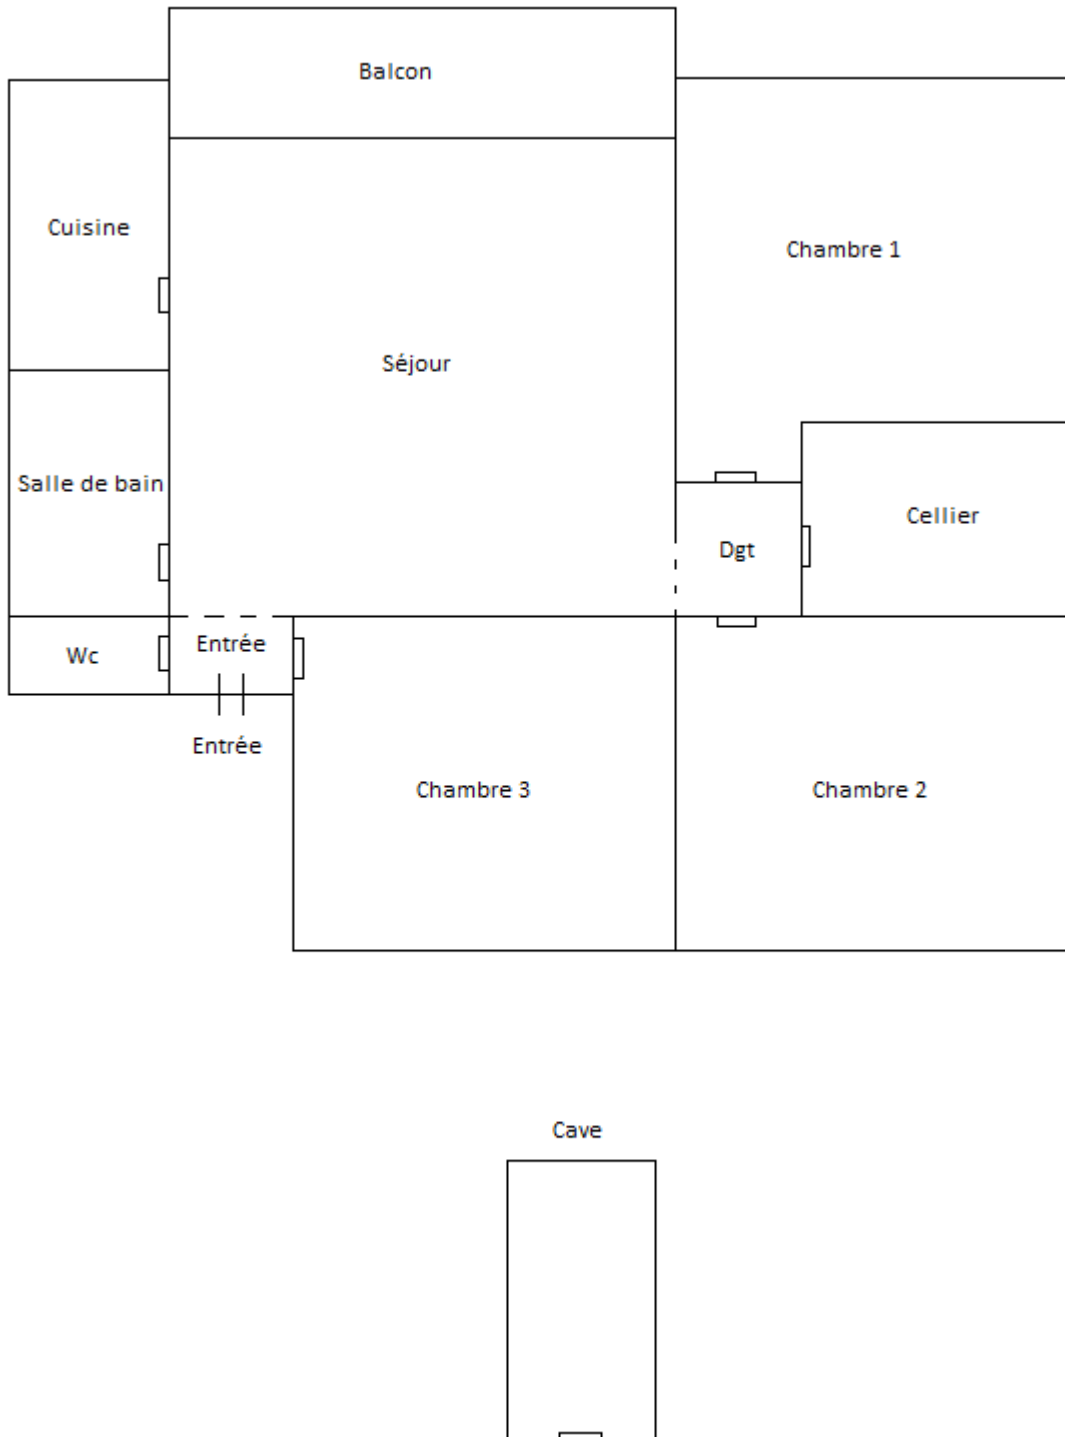 Balcon
Cuisine
Chambre 1
Séjour
Salle de bain
Cellier
Dgt
Entrée
Wc
Entrée
Chambre 3
Chambre 2
Cave